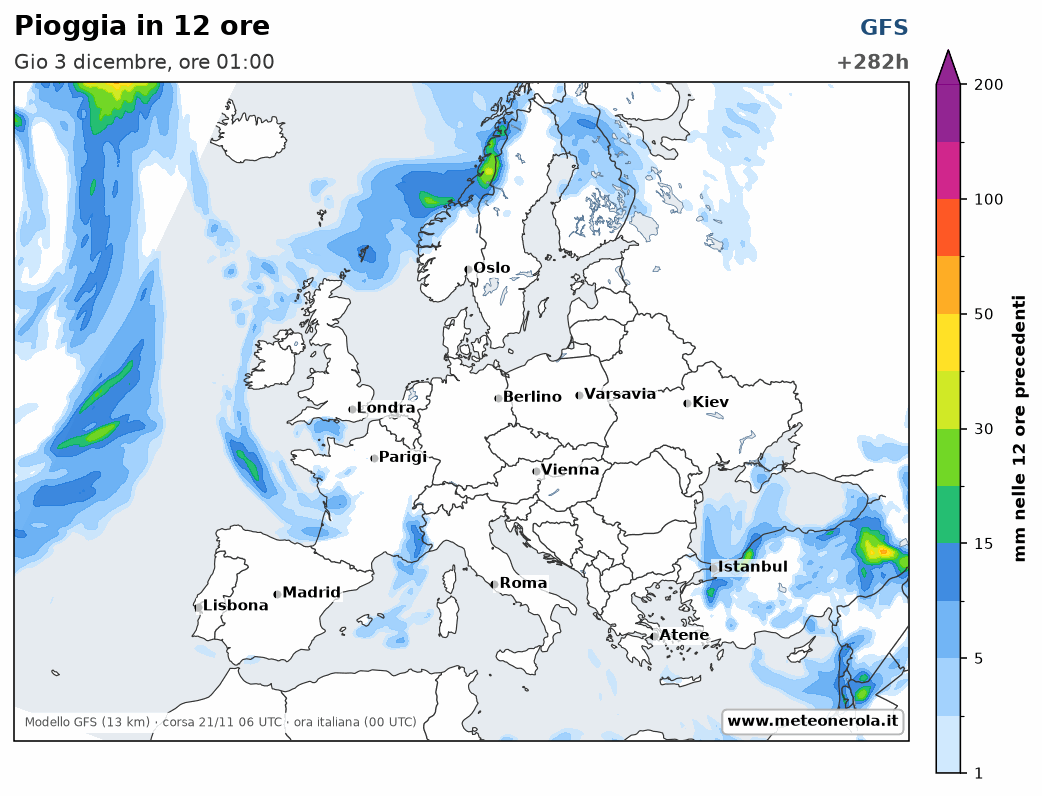 Pioggia in 12 ore
GFS
Gio 3 dicembre, ore 01:00
+282h
200
100
50
30
15
5
1
mm nelle 12 ore precedenti
Oslo
Berlino
Varsavia
Kiev
Londra
Parigi
Vienna
Istanbul
Roma
Madrid
Lisbona
Atene
Modello GFS (13 km) · corsa 21/11 06 UTC · ora italiana (00 UTC)
www.meteonerola.it